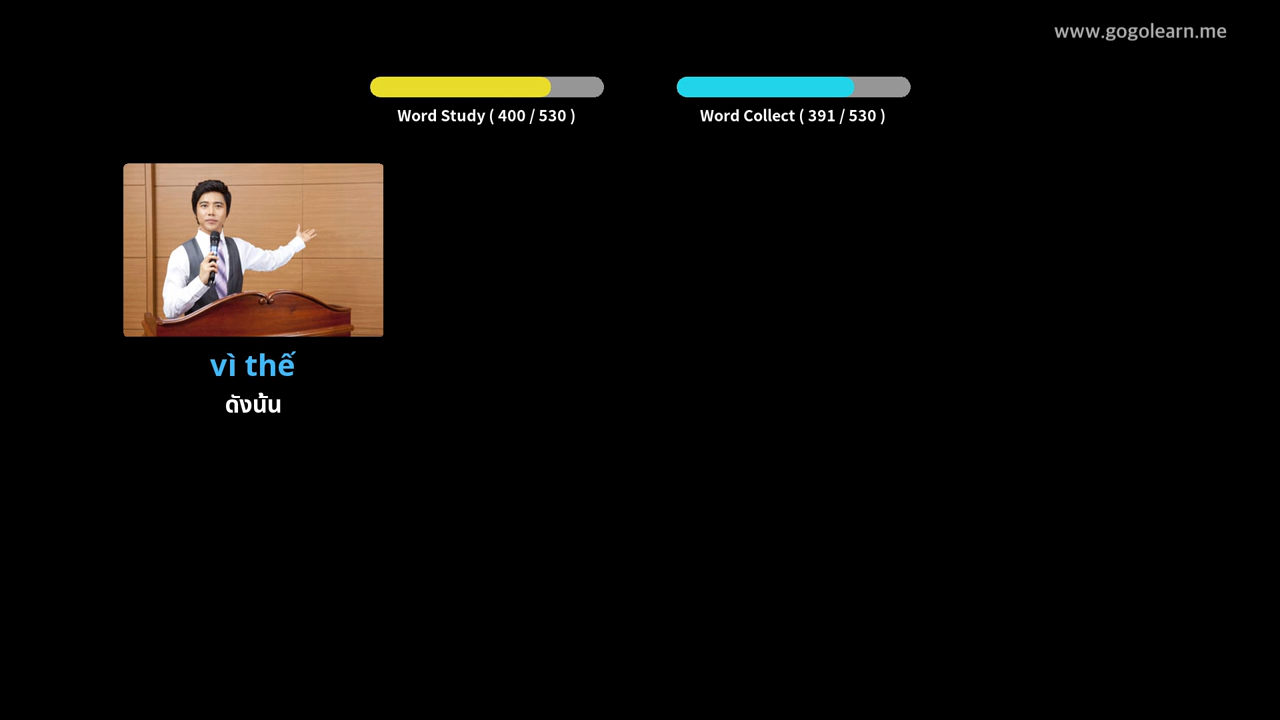 www.gogolearn.me
Word Study ( 400 / 530 )
Word Collect ( 391 / 530 )
vì thế
ดังนั้น